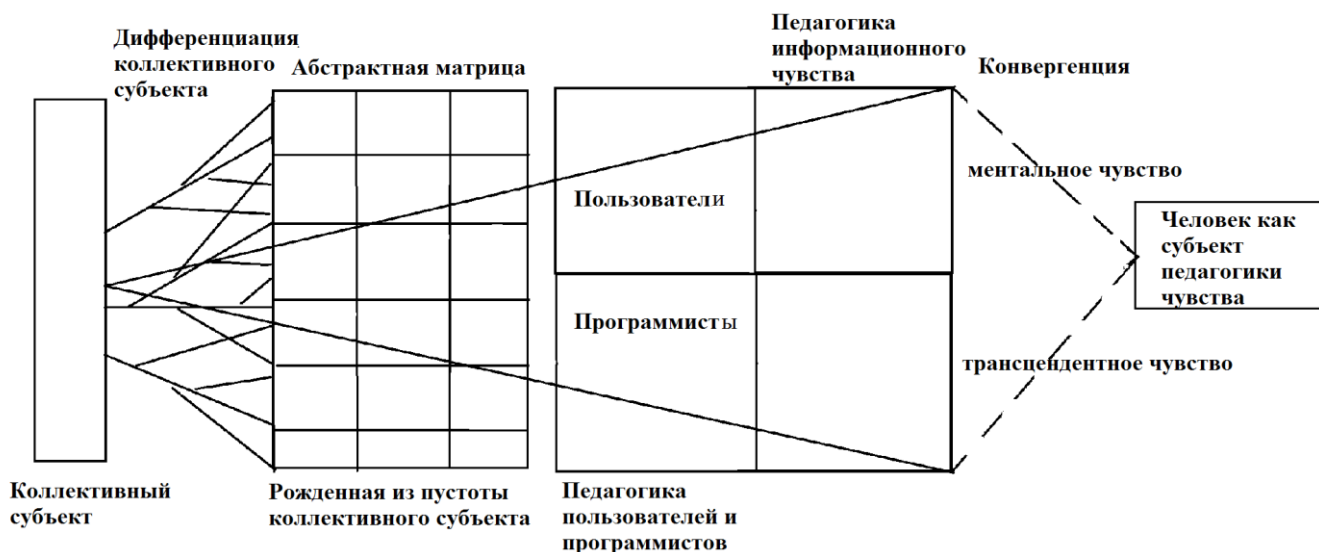 Дифференциация
коллективного
субъекта
Абстрактная матрица
Педагогика
информационного
чувства
Конвергенция
ментальное чувство
Пользователи
Человек как
субъект
педагогики
чувства
Программисты
трансцендентное чувство
Коллективный
субъект
Рожденная из пустоты
коллективного субъекта
Педагогика
пользователей и
программистов